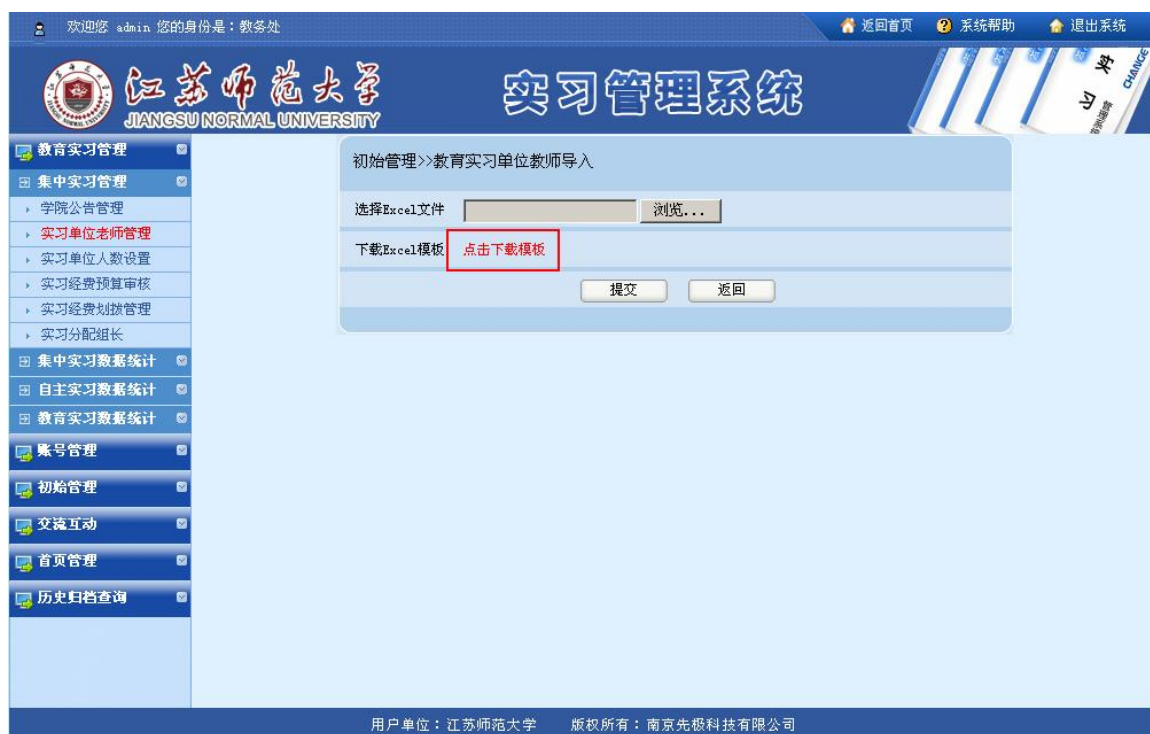 欢迎您 admin 您的身份是：教务处
返回首页 系统帮助 退出系统
江苏师范大学
JIANGSU NORMAL UNIVERSITY
实习管理系统
实习
管理系统
CHANGE
教育实习管理
集中实习管理
学院公告管理
实习单位老师管理
实习单位人数设置
实习经费预算审核
实习经费划拨管理
实习分配组长
集中实习数据统计
自主实习数据统计
教育实习数据统计
账号管理
初始管理
交流互动
首页管理
历史归档查询
初始管理>>教育实习单位教师导入
选择Excel文件 浏览...
下载Excel模板 点击下载模板
提交 返回
用户单位：江苏师范大学 版权所有：南京先极科技有限公司